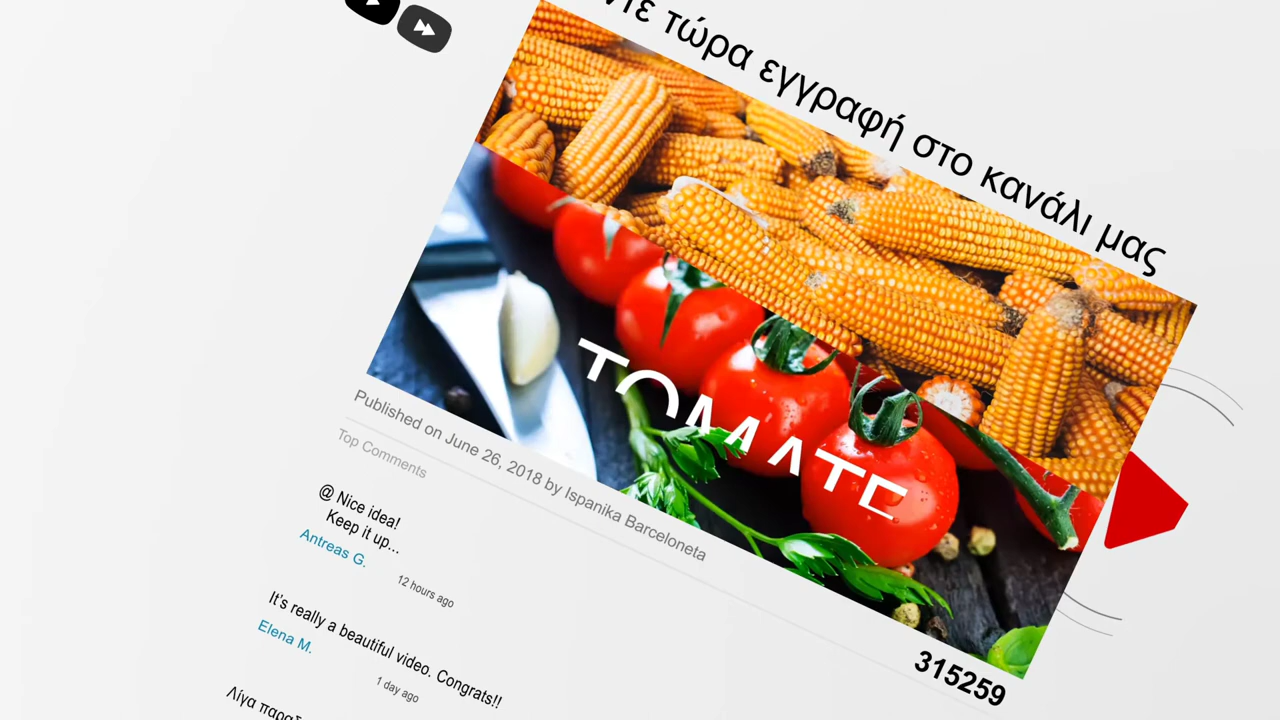 τώρα εγγραφή στο κανάλι μας
Published on June 26, 2018 by Ispanika Barceloneta
315259
Top Comments
@ Nice idea!
Keep it up...
Antreas G.
12 hours ago
It's really a beautiful video. Congrats!!
Elena M.
1 day ago
Λίγα